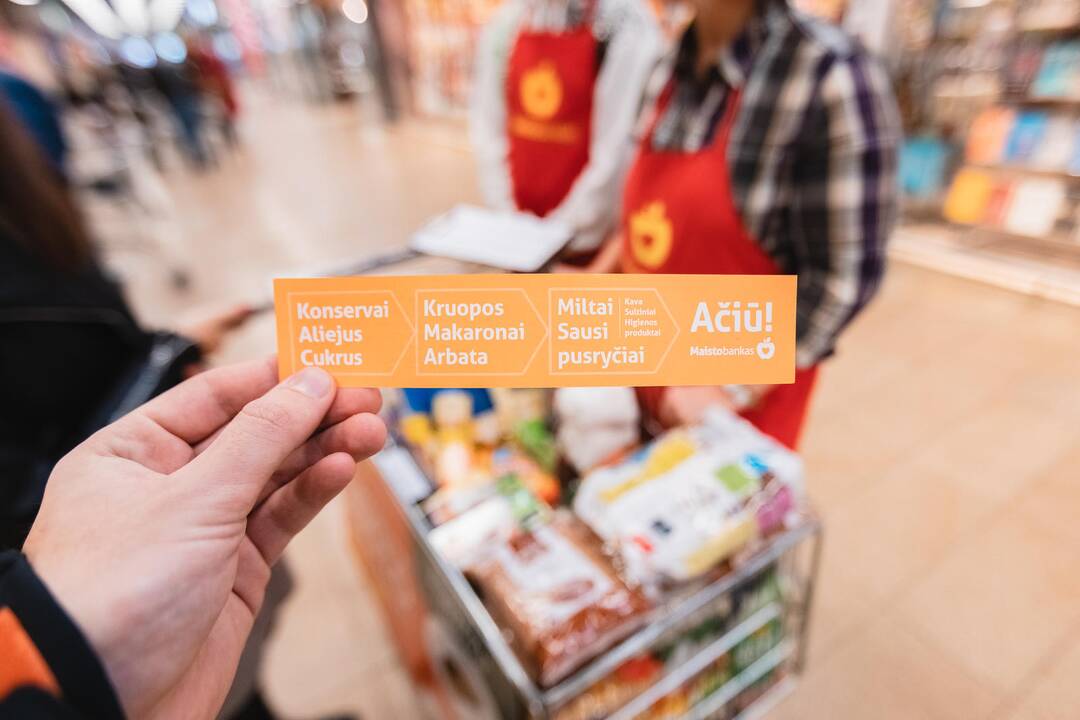 Konservai
Aliejus
Cukrus
Kruopos
Makaronai
Arbata
Miltai
Sausi
pusryčiai
Kava
Sultiniai
Higienos
produktai
Ačiū!
Maistobankas